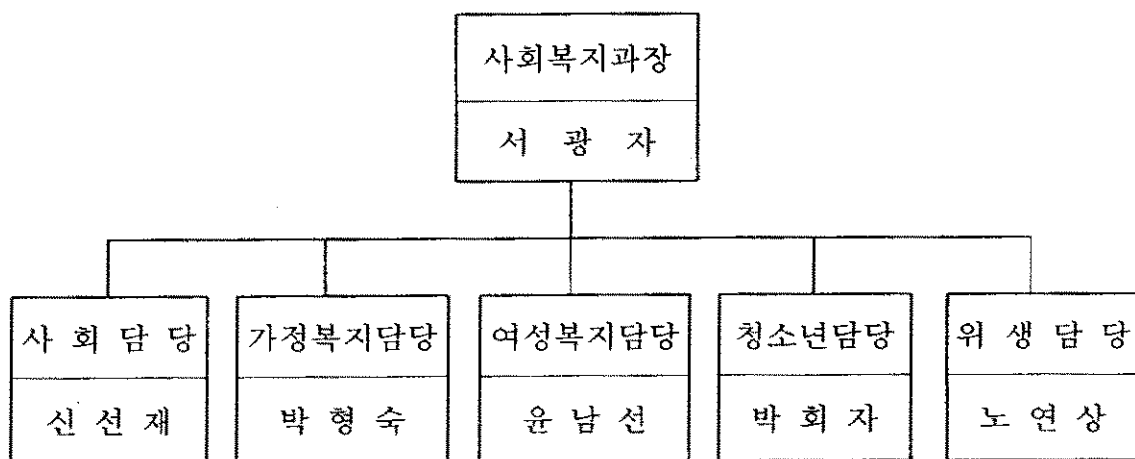 사회복지과장
서 광 자
사 회 담 당
가정복지담당
여성복지담당
청소년담당
위 생 담 당
신 선 재
박 형 숙
윤 남 선
박 회 자
노 연 상